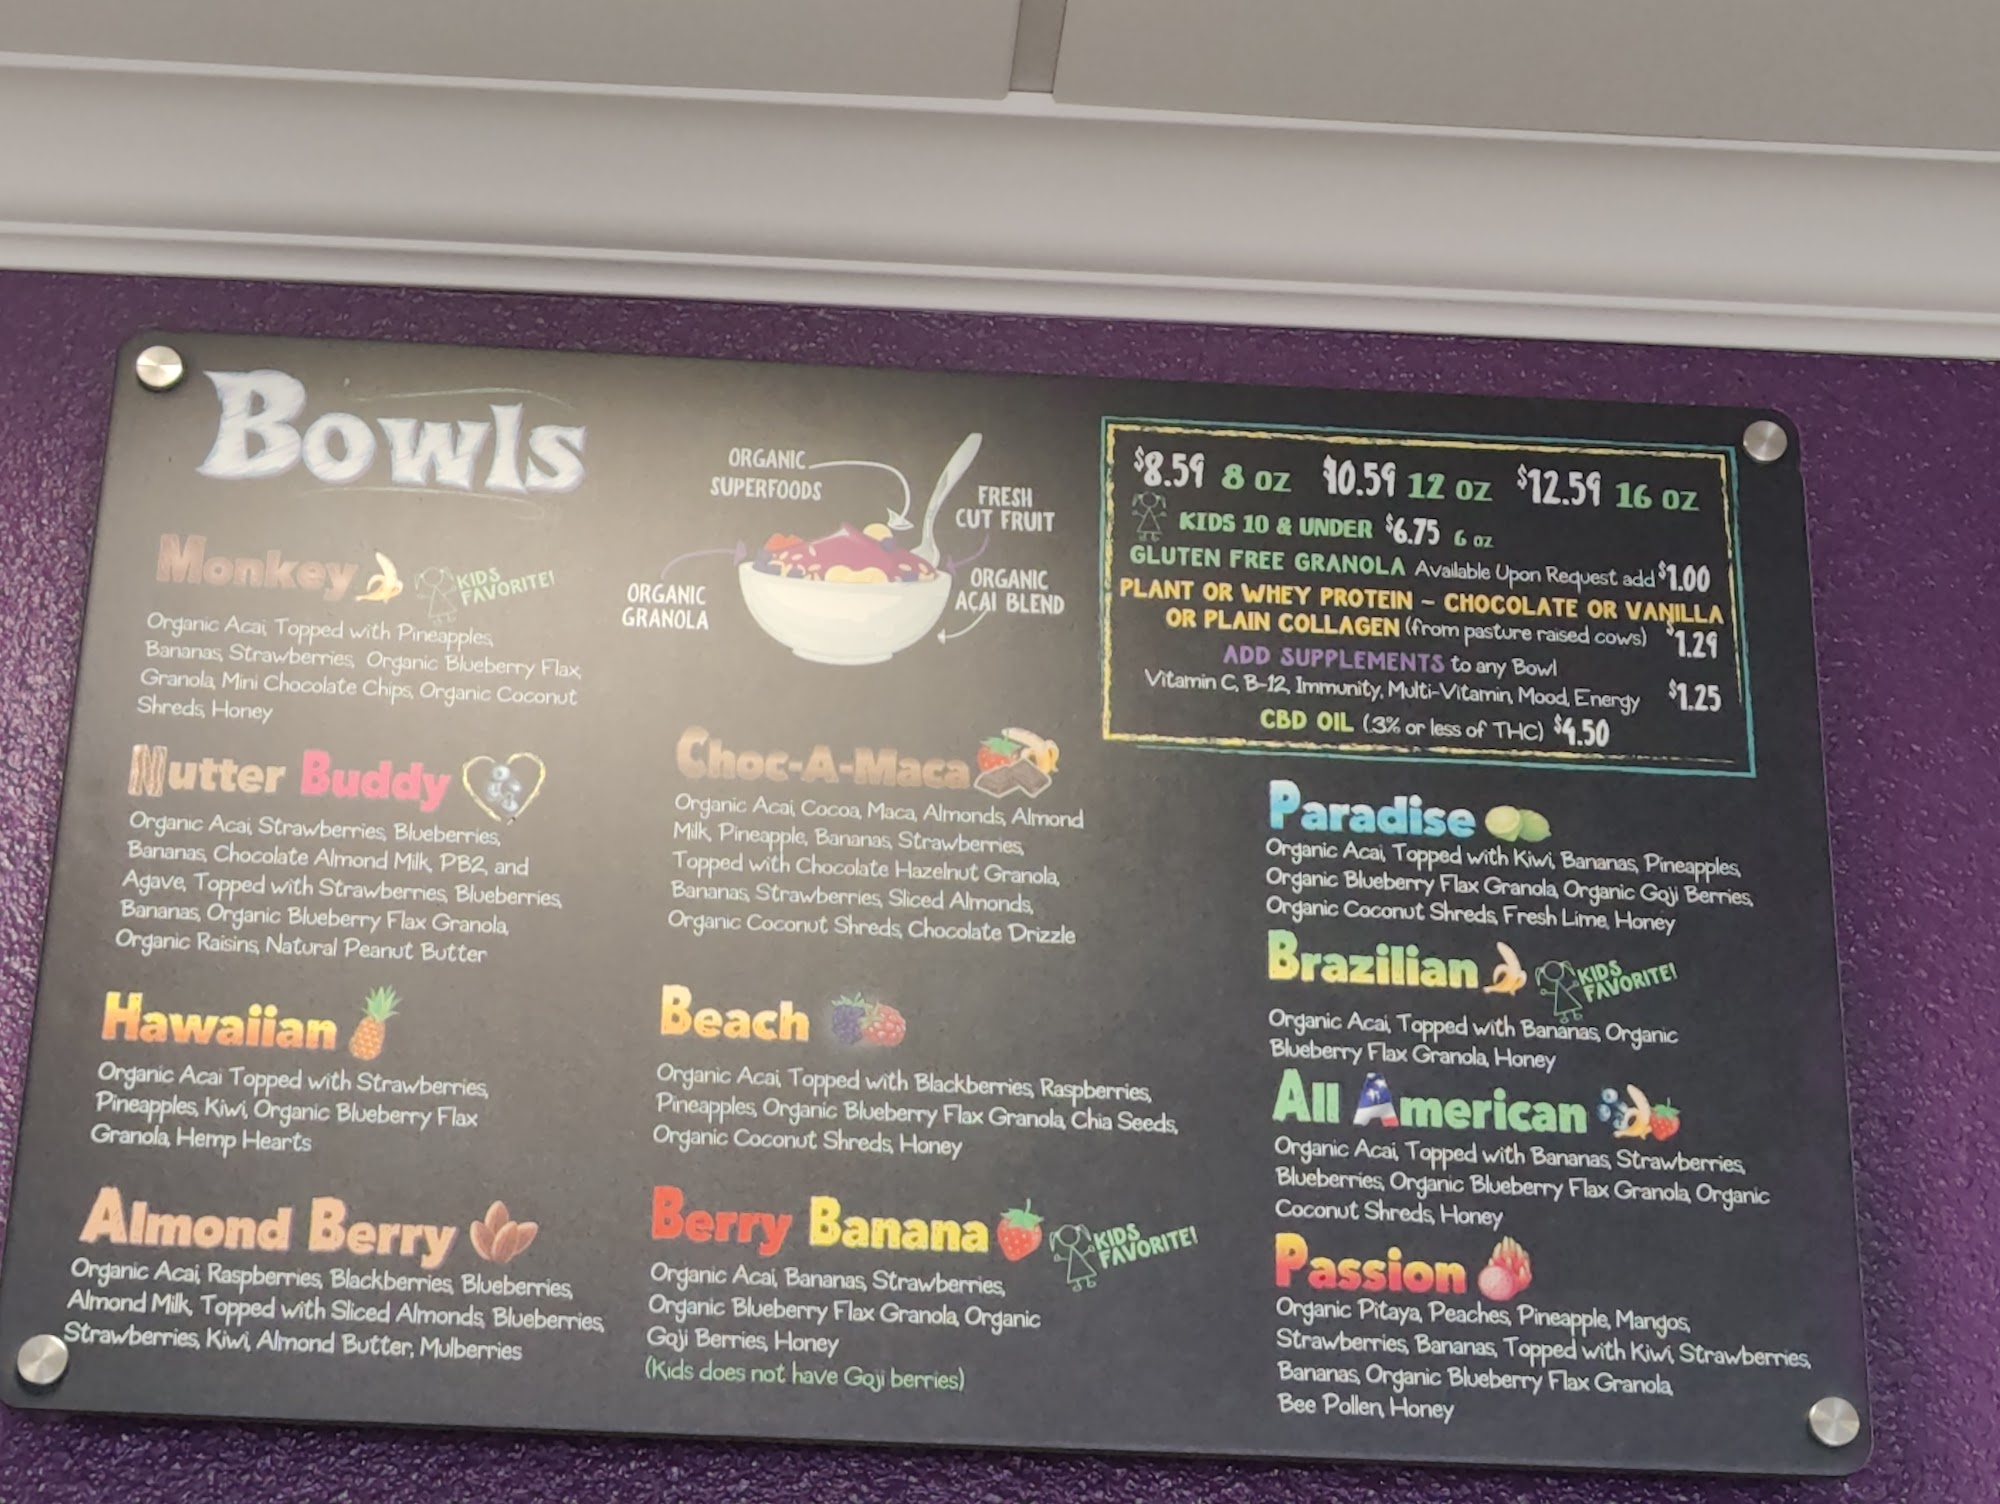 Bowls
ORGANIC
SUPERFOODS
FRESH
CUT FRUIT
ORGANIC
GRANOLA
ORGANIC
AÇAI BLEND
$8.59 8 OZ $10.59 12 OZ $12.59 16 OZ
KIDS 10 & UNDER $6.75 6 OZ
GLUTEN FREE GRANOLA Available Upon Request add $1.00
PLANT OR WHEY PROTEIN - CHOCOLATE OR VANILLA
OR PLAIN COLLAGEN (from pasture raised cows) $1.29
ADD SUPPLEMENTS to any Bowl
Vitamin C, B-12, Immunity, Multi-Vitamin, Mood, Energy $1.25
CBD OIL (.3% or less of THC) $4.50
Monkey
KIDS
FAVORITE!
Organic Acai, Topped with Pineapples,
Bananas, Strawberries, Organic Blueberry Flax,
Granola, Mini Chocolate Chips, Organic Coconut
Shreds, Honey
Nutter Buddy
Organic Acai, Strawberries, Blueberries,
Bananas, Chocolate Almond Milk, PB2, and
Agave, Topped with Strawberries, Blueberries,
Bananas, Organic Blueberry Flax Granola,
Organic Raisins, Natural Peanut Butter
Hawaiian
Organic Acai Topped with Strawberries,
Pineapples, Kiwi, Organic Blueberry Flax
Granola, Hemp Hearts
Almond Berry
Organic Acai, Raspberries, Blackberries, Blueberries,
Almond Milk, Topped with Sliced Almonds, Blueberries,
Strawberries, Kiwi, Almond Butter, Mulberries
Choc-A-Maca
Organic Acai, Cocoa, Maca, Almonds, Almond
Milk, Pineapple, Bananas, Strawberries,
Topped with Chocolate Hazelnut Granola,
Bananas, Strawberries, Sliced Almonds,
Organic Coconut Shreds, Chocolate Drizzle
Beach
Organic Acai, Topped with Blackberries, Raspberries,
Pineapples, Organic Blueberry Flax Granola, Chia Seeds,
Organic Coconut Shreds, Honey
Berry Banana
KIDS
FAVORITE!
Organic Acai, Bananas, Strawberries,
Organic Blueberry Flax Granola, Organic
Goji Berries, Honey
(Kids does not have Goji berries)
Paradise
Organic Acai, Topped with Kiwi, Bananas, Pineapples,
Organic Blueberry Flax Granola, Organic Goji Berries,
Organic Coconut Shreds, Fresh Lime, Honey
Brazilian
KIDS
FAVORITE!
Organic Acai, Topped with Bananas, Organic
Blueberry Flax Granola, Honey
All American
Organic Acai, Topped with Bananas, Strawberries,
Blueberries, Organic Blueberry Flax Granola, Organic
Coconut Shreds, Honey
Passion
Organic Pitaya, Peaches, Pineapple, Mangos,
Strawberries, Bananas, Topped with Kiwi, Strawberries,
Bananas, Organic Blueberry Flax Granola,
Bee Pollen, Honey